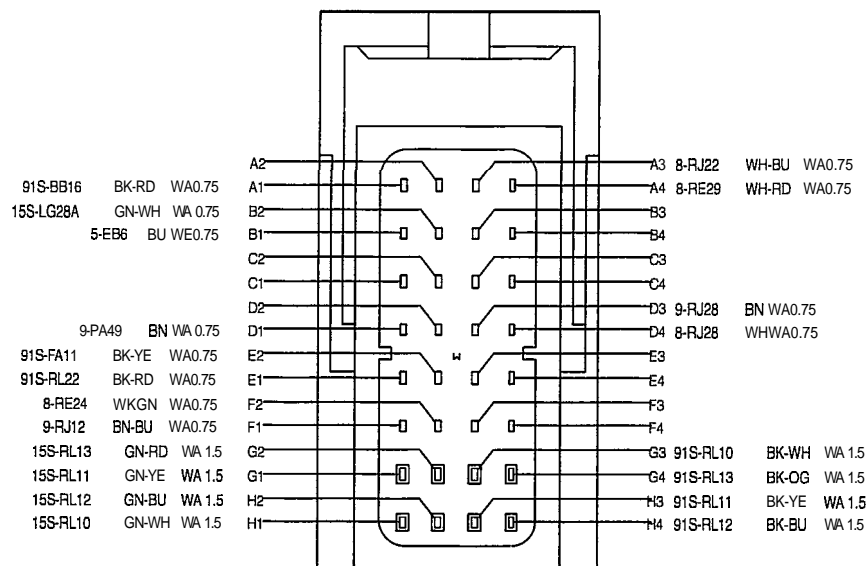 A2 A3 8-RJ22 WH-BU WA0.75
91S-BB16 BK-RD WA0.75 A1 A4 8-RE29 WH-RD WA0.75
15S-LG28A GN-WH WA 0.75 B2 B3
5-EB6 BU WE0.75 B1 B4
C2 C3
C1 C4
D2 D3 9-RJ28 BN WA0.75
9-PA49 BN WA 0.75 D1 D4 8-RJ28 WHWA0.75
91S-FA11 BK-YE WA0.75 E2 W E3
91S-RL22 BK-RD WA0.75 E1 E4
8-RE24 WKGN WA0.75 F2 F3
9-RJ12 BN-BU WA0.75 F1 F4
15S-RL13 GN-RD WA 1.5 G2 G3 91S-RL10 BK-WH WA 1.5
15S-RL11 GN-YE WA 1.5 G1 G4 91S-RL13 BK-OG WA 1.5
15S-RL12 GN-BU WA 1.5 H2 H3 91S-RL11 BK-YE WA 1.5
15S-RL10 GN-WH WA 1.5 H1 H4 91S-RL12 BK-BU WA 1.5